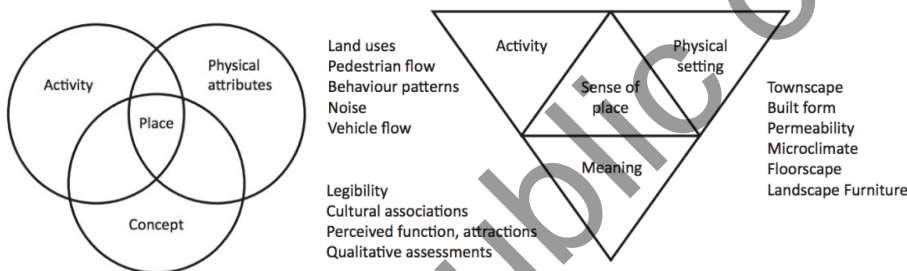 Activity
Physical
attributes
Place
Concept
Land uses
Pedestrian flow
Behaviour patterns
Noise
Vehicle flow
Legibility
Cultural associations
Perceived function, attractions
Qualitative assessments
Activity
Physical
setting
Sense of
place
Meaning
Townscape
Built form
Permeability
Microclimate
Floorscape
Landscape Furniture